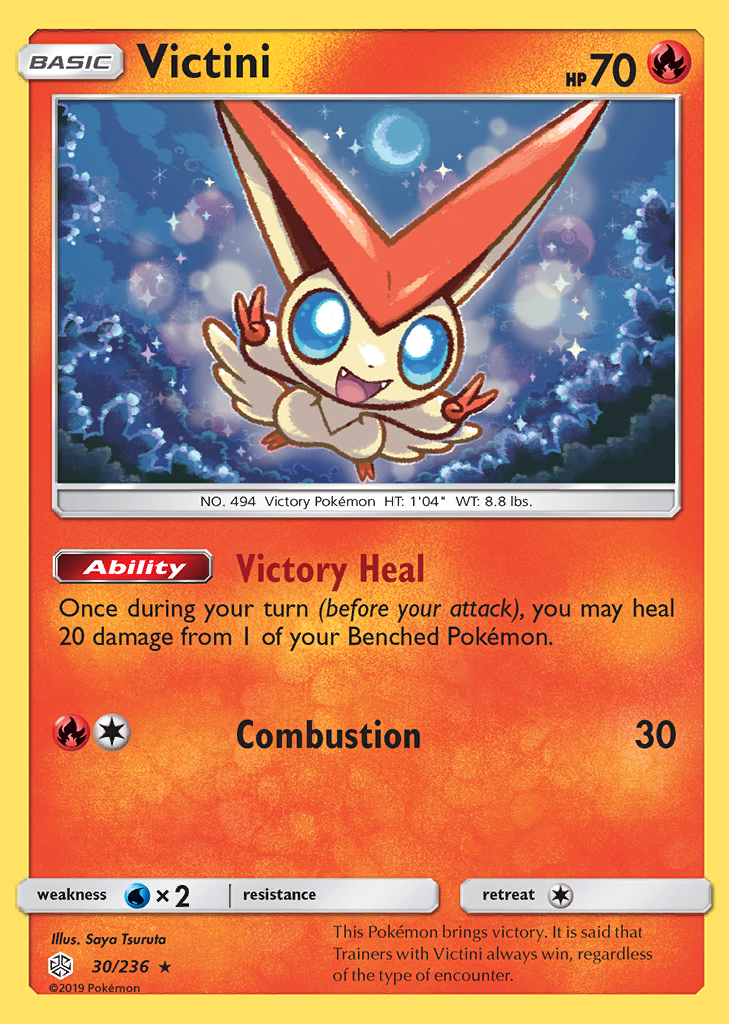 BASIC Victini HP 70
NO. 494 Victory Pokémon HT: 1'04" WT: 8.8 lbs.
Ability Victory Heal
Once during your turn (before your attack), you may heal
20 damage from 1 of your Benched Pokémon.
Combustion 30
weakness × 2 resistance retreat
Illus. Saya Tsuruta
30/236 ★
©2019 Pokémon
This Pokémon brings victory. It is said that
Trainers with Victini always win, regardless
of the type of encounter.